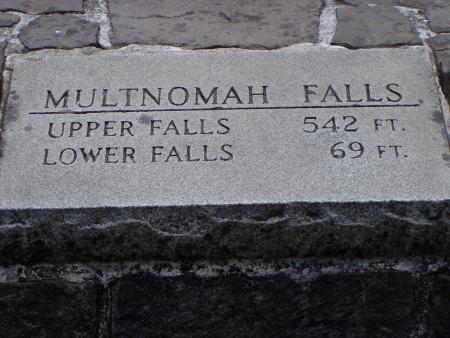 MULTNOMAH FALLS
UPPER FALLS 542 FT.
LOWER FALLS 69 FT.